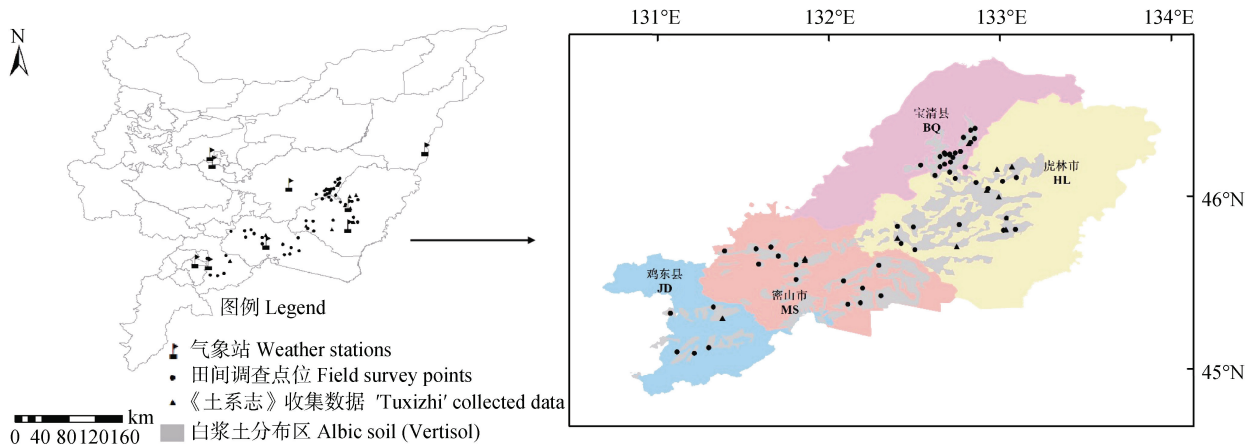 131°E
132°E
133°E
134°E
N
宝清县
BQ
虎林市
HL
46°N
鸡东县
JD
密山市
MS
45°N
图例 Legend
气象站 Weather stations
田间调查点位 Field survey points
《土系志》收集数据 'Tuxizhi' collected data
白浆土分布区 Albic soil (Vertisol)
km
0 40 80 120 160